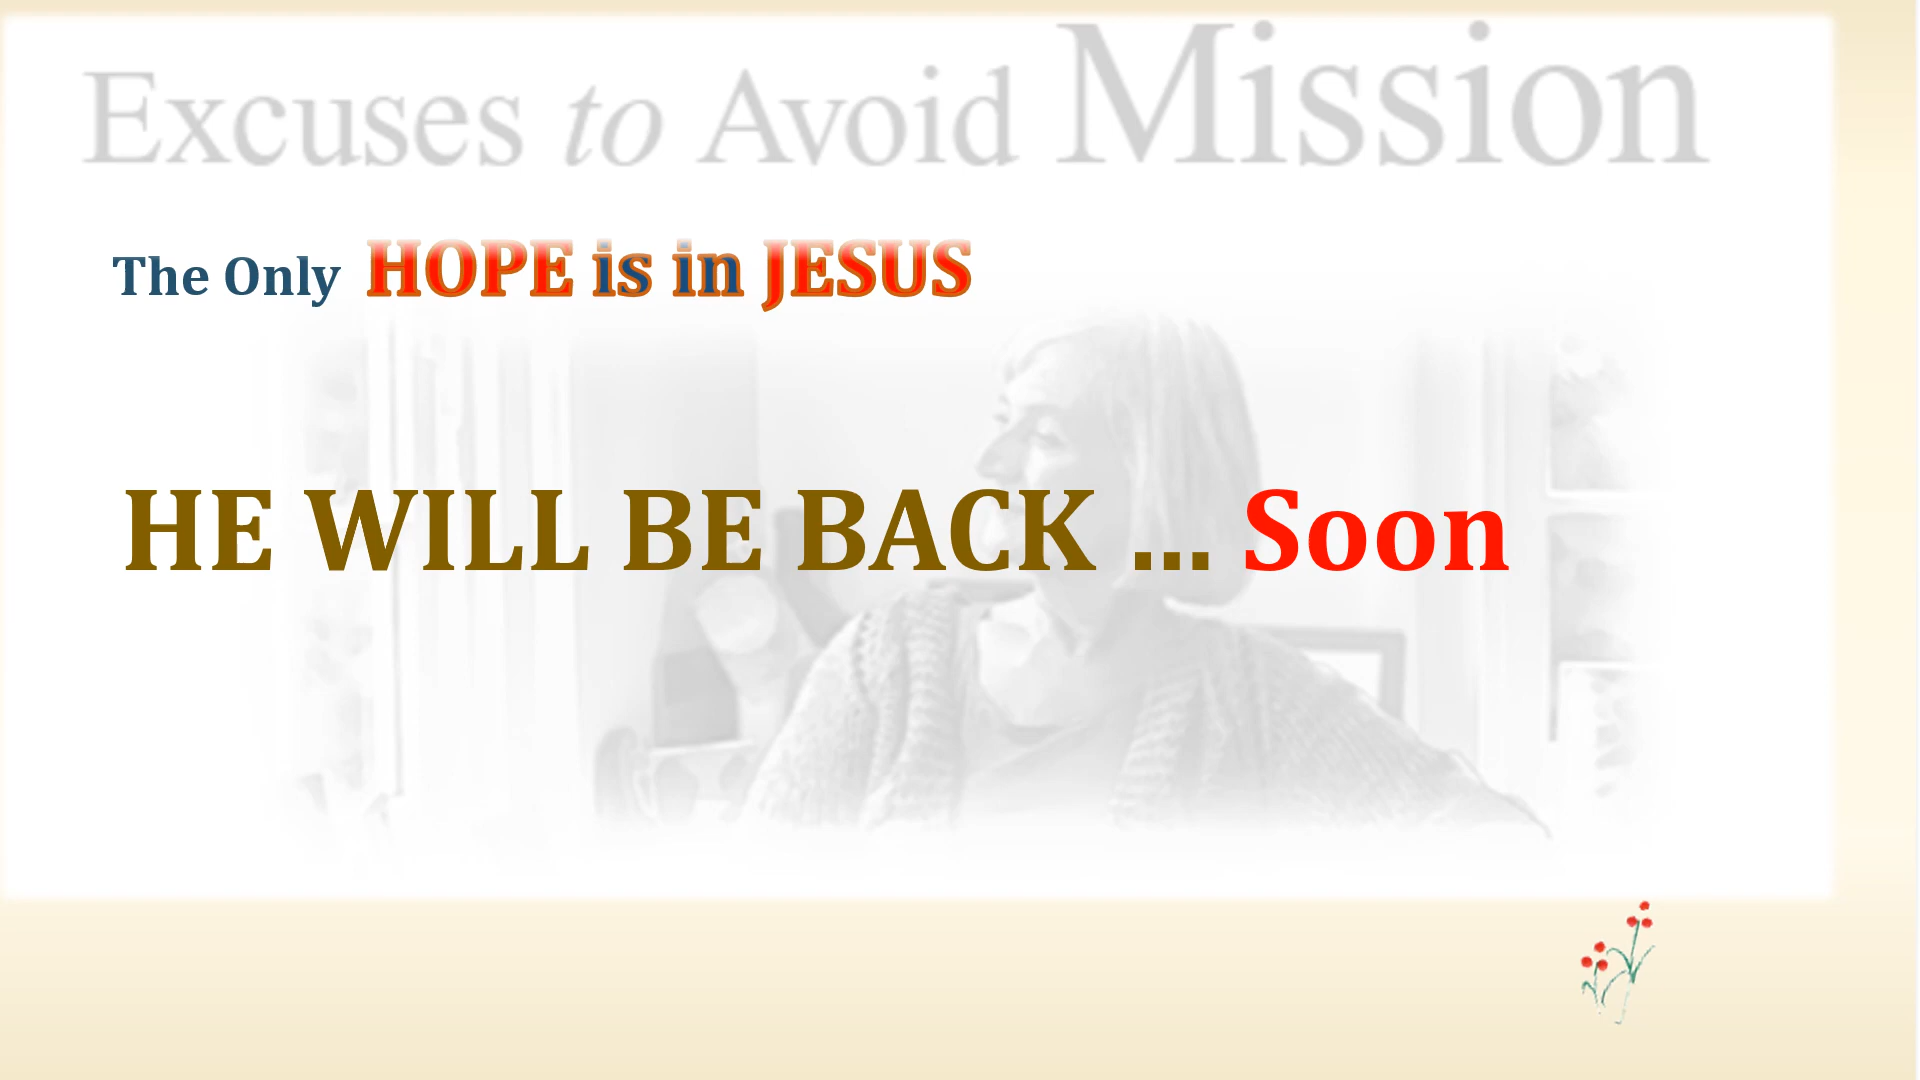 Excuses to Avoid Mission
The Only HOPE is in JESUS
HE WILL BE BACK ... Soon